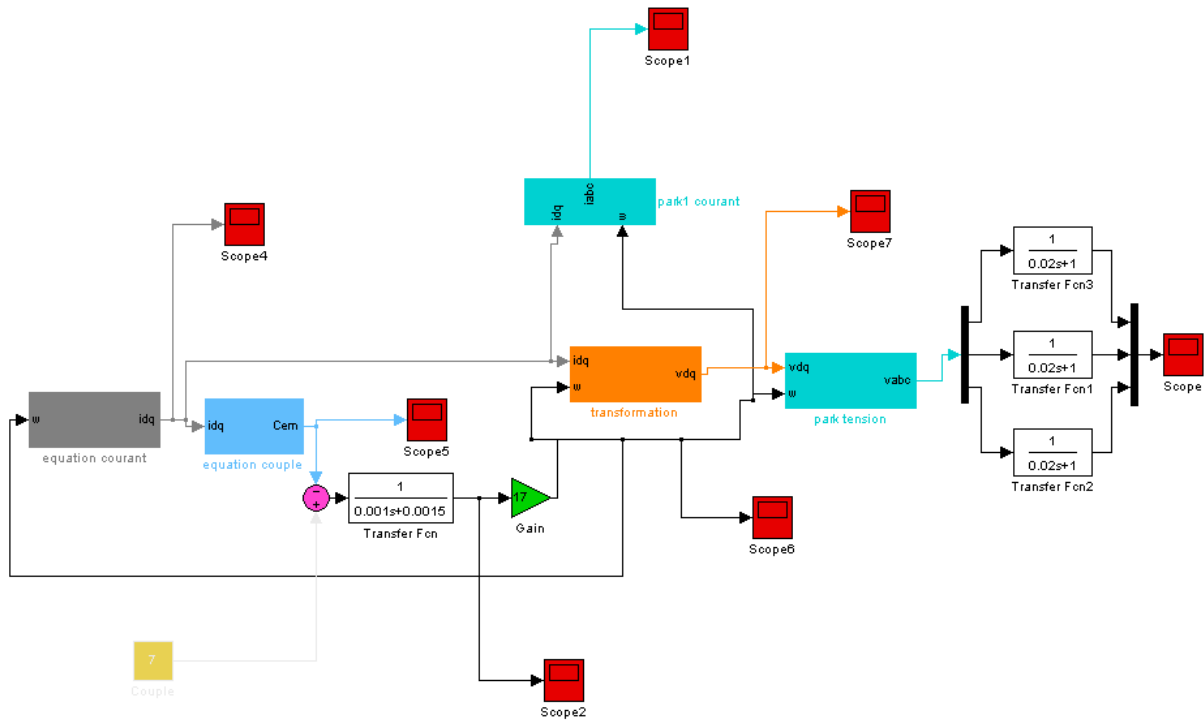 Scope1
iabc
idq
w
park1 courant
Scope4
Scope7
1
0.02s+1
Transfer Fcn3
w
idq
equation courant
idq
Cem
equation couple
Scope5
idq
w
vdq
transformation
vdq
w
vabc
park tension
1
0.02s+1
Transfer Fcn1
Scope
1
0.02s+1
Transfer Fcn2
−
+
1
0.001s+0.0015
Transfer Fcn
17
Gain
Scope6
7
Couple
Scope2